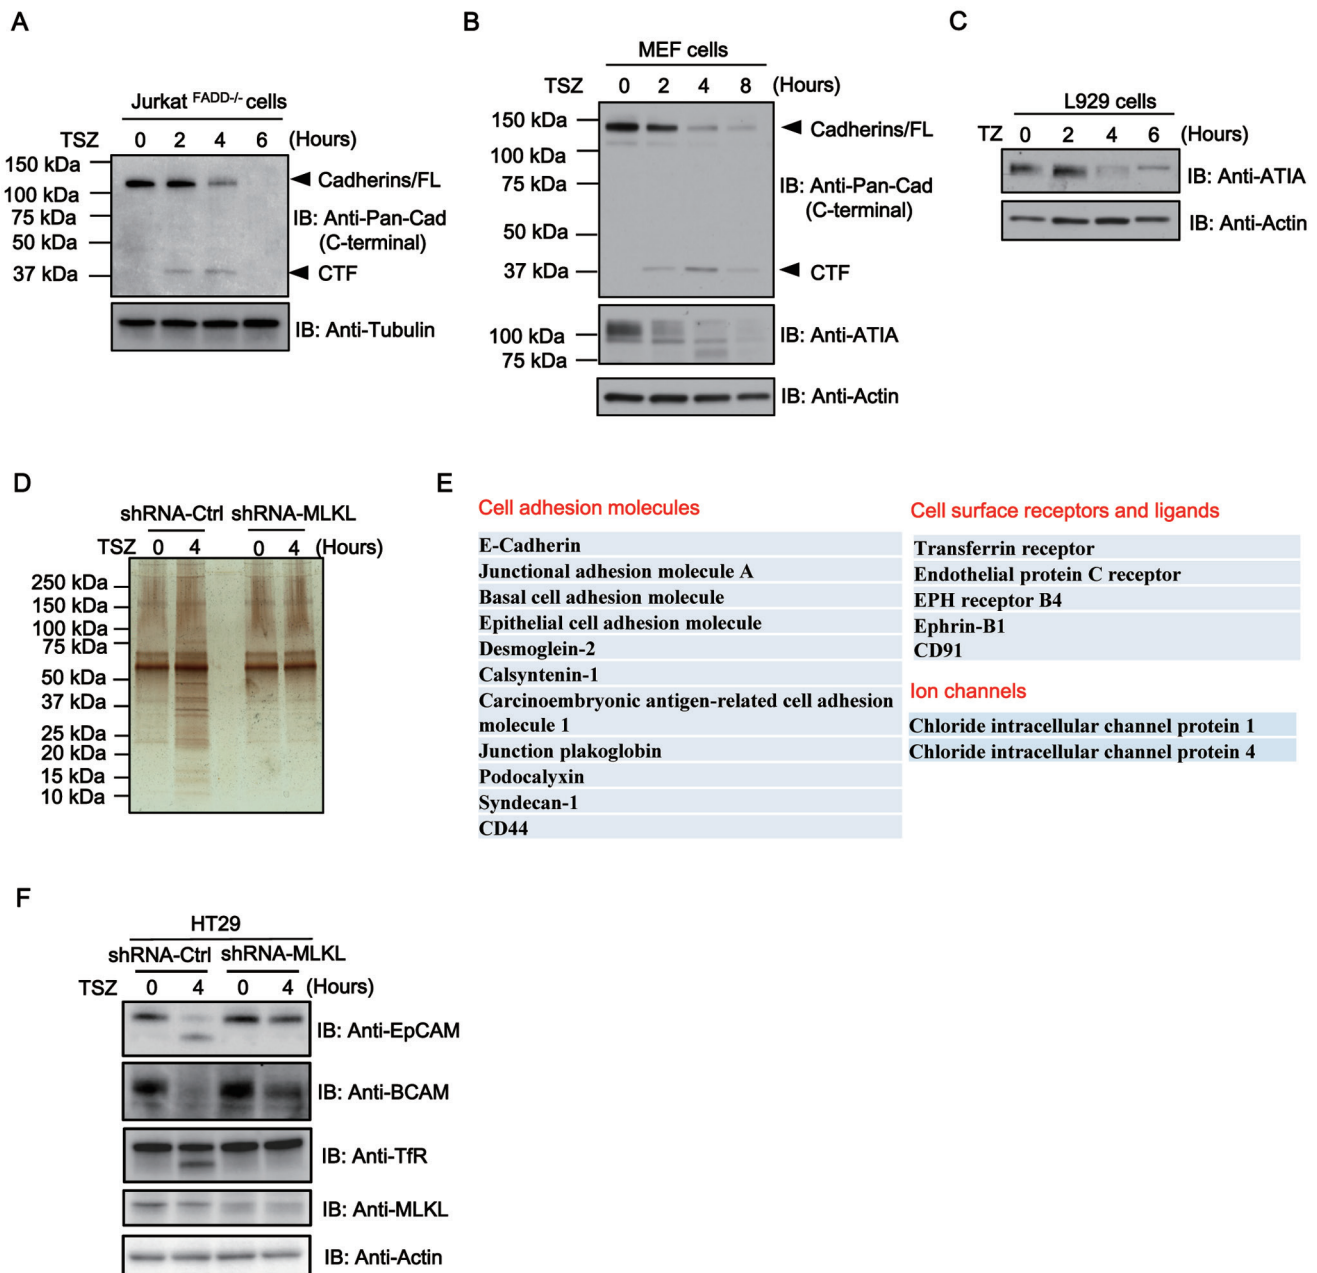 A
Jurkat FADD-/- cells
TSZ 0 2 4 6 (Hours)
150 kDa
100 kDa
75 kDa
50 kDa
37 kDa
Cadherins/FL
IB: Anti-Pan-Cad
(C-terminal)
CTF
IB: Anti-Tubulin
B
MEF cells
TSZ 0 2 4 8 (Hours)
150 kDa
100 kDa
75 kDa
50 kDa
37 kDa
Cadherins/FL
IB: Anti-Pan-Cad
(C-terminal)
CTF
100 kDa
75 kDa
IB: Anti-ATIA
IB: Anti-Actin
C
L929 cells
TZ 0 2 4 6 (Hours)
IB: Anti-ATIA
IB: Anti-Actin
D
shRNA-Ctrl shRNA-MLKL
TSZ 0 4 0 4 (Hours)
250 kDa
150 kDa
100 kDa
75 kDa
50 kDa
37 kDa
25 kDa
20 kDa
15 kDa
10 kDa
E
Cell adhesion molecules
E-Cadherin
Junctional adhesion molecule A
Basal cell adhesion molecule
Epithelial cell adhesion molecule
Desmoglein-2
Calsyntenin-1
Carcinoembryonic antigen-related cell adhesion
molecule 1
Junction plakoglobin
Podocalyxin
Syndecan-1
CD44
Cell surface receptors and ligands
Transferrin receptor
Endothelial protein C receptor
EPH receptor B4
Ephrin-B1
CD91
Ion channels
Chloride intracellular channel protein 1
Chloride intracellular channel protein 4
F
HT29
shRNA-Ctrl shRNA-MLKL
TSZ 0 4 0 4 (Hours)
IB: Anti-EpCAM
IB: Anti-BCAM
IB: Anti-TfR
IB: Anti-MLKL
IB: Anti-Actin